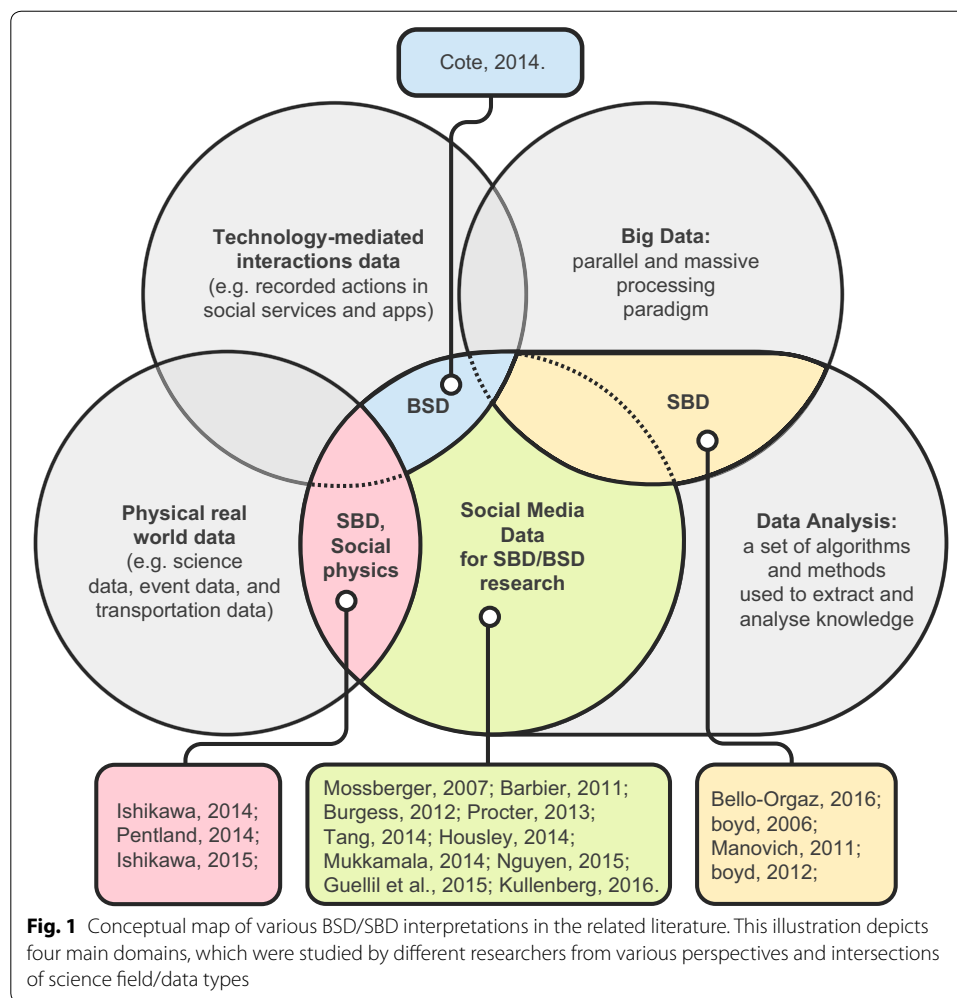 Cote, 2014.
Technology-mediated
interactions data
(e.g. recorded actions in
social services and apps)
Big Data:
parallel and massive
processing
paradigm
BSD
SBD
Physical real
world data
(e.g. science
data, event data, and
transportation data)
SBD,
Social
physics
Social Media
Data
for SBD/BSD
research
Data Analysis:
a set of algorithms
and methods
used to extract and
analyse knowledge
Ishikawa, 2014;
Pentland, 2014;
Ishikawa, 2015;
Mossberger, 2007; Barbier, 2011;
Burgess, 2012; Procter, 2013;
Tang, 2014; Housley, 2014;
Mukkamala, 2014; Nguyen, 2015;
Guellil et al., 2015; Kullenberg, 2016.
Bello-Orgaz, 2016;
boyd, 2006;
Manovich, 2011;
boyd, 2012;
Fig. 1 Conceptual map of various BSD/SBD interpretations in the related literature. This illustration depicts
four main domains, which were studied by different researchers from various perspectives and intersections
of science field/data types